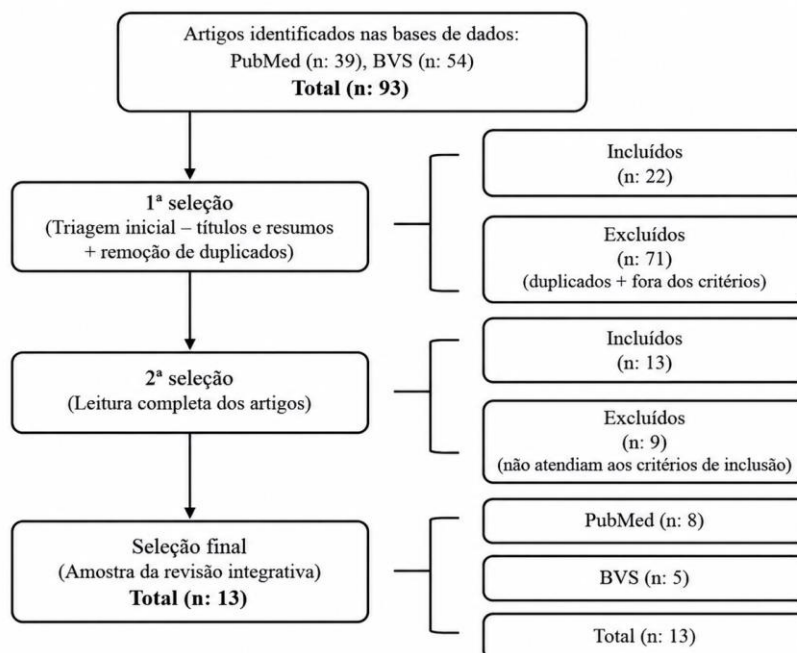 Artigos identificados nas bases de dados:
PubMed (n: 39), BVS (n: 54)
Total (n: 93)
1ª seleção
(Triagem inicial – títulos e resumos
+ remoção de duplicados)
Incluídos
(n: 22)
Excluídos
(n: 71)
(duplicados + fora dos critérios)
2ª seleção
(Leitura completa dos artigos)
Incluídos
(n: 13)
Excluídos
(n: 9)
(não atendiam aos critérios de inclusão)
Seleção final
(Amostra da revisão integrativa)
Total (n: 13)
PubMed (n: 8)
BVS (n: 5)
Total (n: 13)